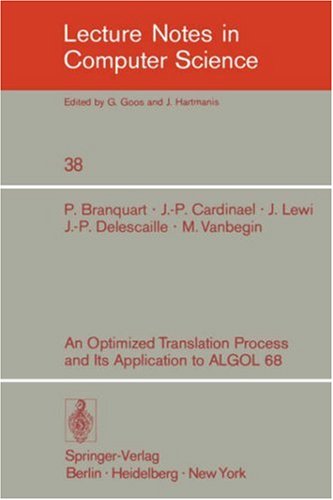 Lecture Notes in
Computer Science
Edited by G. Goos and J. Hartmanis
38
P. Branquart · J.-P. Cardinael · J. Lewi
J.-P. Delescaille · M. Vanbegin
An Optimized Translation Process
and Its Application to ALGOL 68
Springer-Verlag
Berlin · Heidelberg · New York